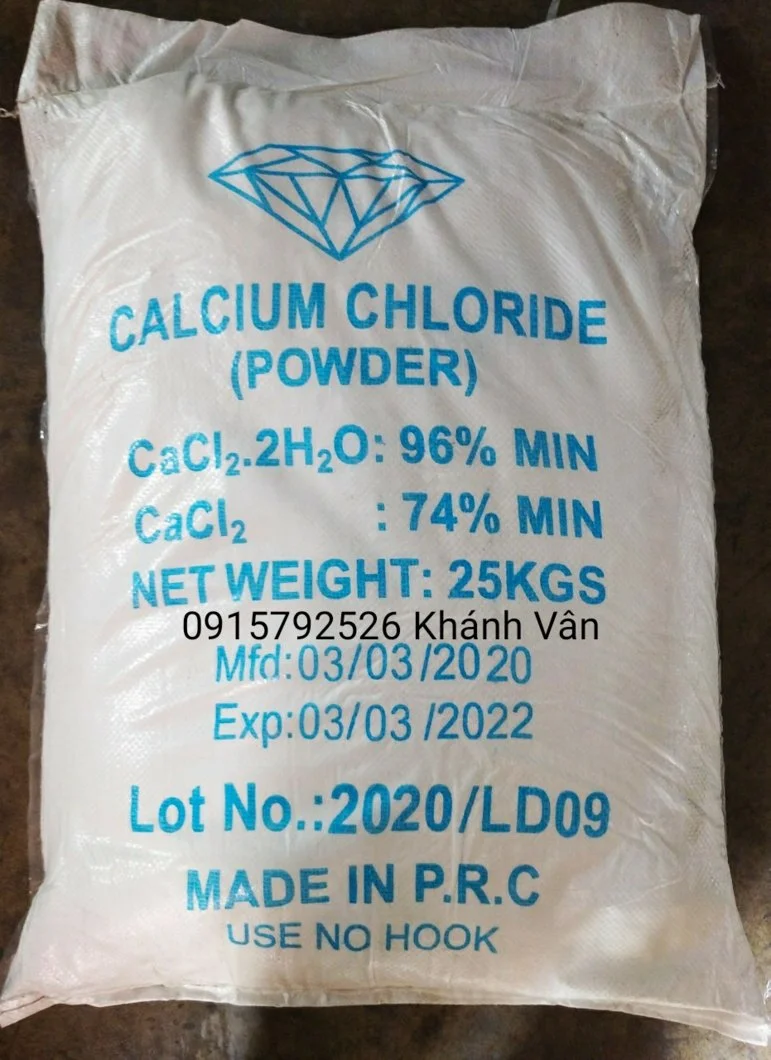 CALCIUM CHLORIDE
(POWDER)
CaCl₂.2H₂O: 96% MIN
CaCl₂ : 74% MIN
NET WEIGHT: 25KGS
0915792526 Khánh Vân
Mfd:03/03/2020
Exp:03/03/2022
Lot No.:2020/LD09
MADE IN P.R.C
USE NO HOOK